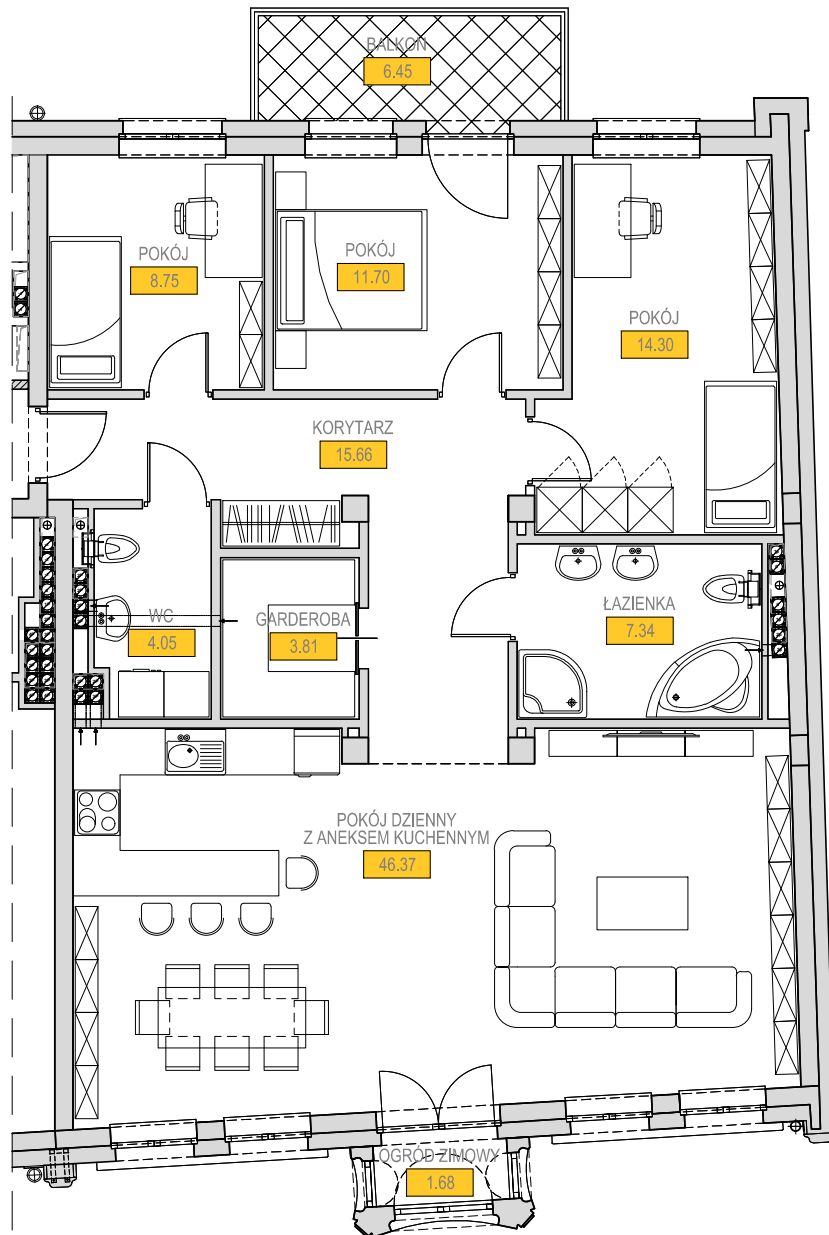 BALKON
6.45
POKÓJ
8.75
POKÓJ
11.70
POKÓJ
14.30
KORYTARZ
15.66
WC
4.05
GARDEROBA
3.81
ŁAZIENKA
7.34
POKÓJ DZIENNY
Z ANEKSEM KUCHENNYM
46.37
OGRÓD ZIMOWY
1.68